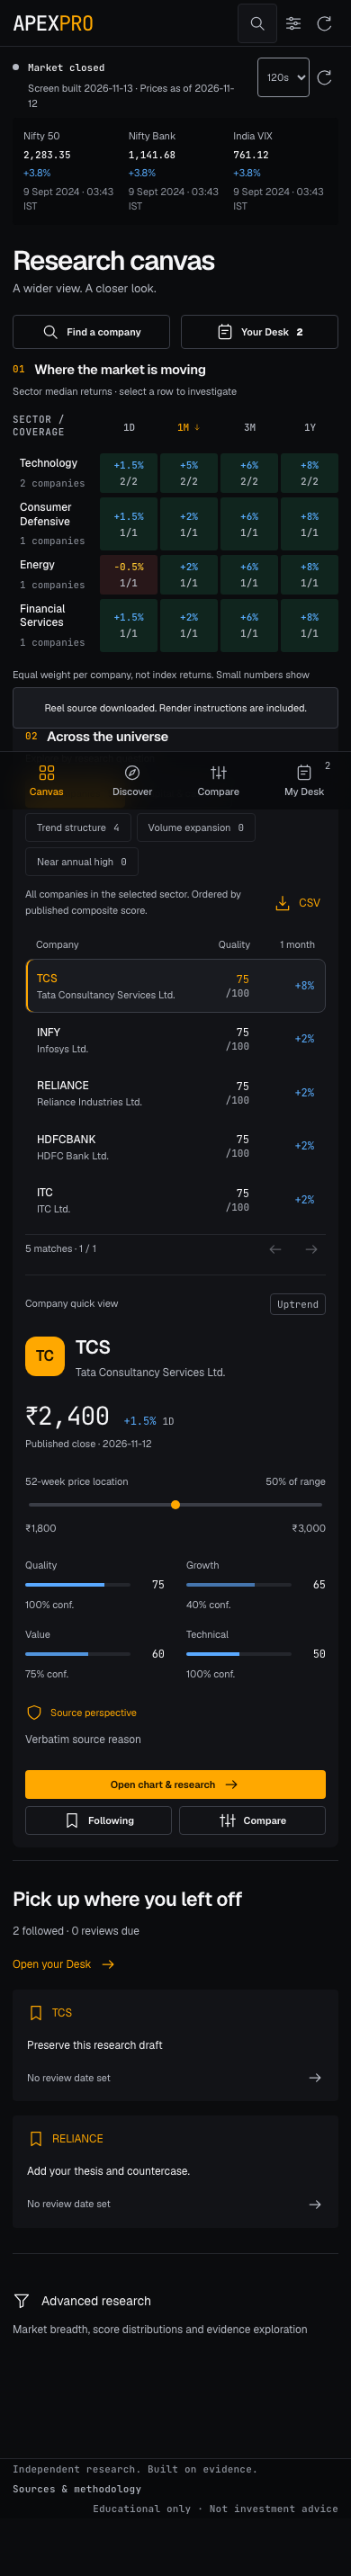 APEXPRO
Market closed
Screen built 2026-11-13 · Prices as of 2026-11-
12
120s
Nifty 50
2,283.35
+3.8%
9 Sept 2024 · 03:43
IST
Nifty Bank
1,141.68
+3.8%
9 Sept 2024 · 03:43
IST
India VIX
761.12
+3.8%
9 Sept 2024 · 03:43
IST
Research canvas
A wider view. A closer look.
Find a company
Your Desk 2
01 Where the market is moving
Sector median returns · select a row to investigate
SECTOR /
COVERAGE
1D 1M ↓ 3M 1Y
Technology
2 companies
+1.5% +5% +6% +8%
2/2 2/2 2/2 2/2
Consumer
Defensive
1 companies
+1.5% +2% +6% +8%
1/1 1/1 1/1 1/1
Energy
1 companies
-0.5% +2% +6% +8%
1/1 1/1 1/1 1/1
Financial
Services
1 companies
+1.5% +2% +6% +8%
1/1 1/1 1/1 1/1
Equal weight per company, not index returns. Small numbers show
Reel source downloaded. Render instructions are included.
02 Across the universe
Canvas
Discover
Compare
My Desk 2
Trend structure 4
Volume expansion 0
Near annual high 0
All companies in the selected sector. Ordered by
published composite score.
CSV
Company Quality 1 month
TCS
Tata Consultancy Services Ltd.
75
/100
+8%
INFY
Infosys Ltd.
75
/100
+2%
RELIANCE
Reliance Industries Ltd.
75
/100
+2%
HDFCBANK
HDFC Bank Ltd.
75
/100
+2%
ITC
ITC Ltd.
75
/100
+2%
5 matches · 1 / 1
← →
Company quick view
Uptrend
TC
TCS
Tata Consultancy Services Ltd.
₹2,400 +1.5% 1D
Published close · 2026-11-12
52-week price location 50% of range
₹1,800 ₹3,000
Quality
75
100% conf.
Growth
65
40% conf.
Value
60
75% conf.
Technical
50
100% conf.
Source perspective
Verbatim source reason
Open chart & research →
Following
Compare
Pick up where you left off
2 followed · 0 reviews due
Open your Desk →
TCS
Preserve this research draft
No review date set →
RELIANCE
Add your thesis and countercase.
No review date set →
Advanced research
Market breadth, score distributions and evidence exploration
Independent research. Built on evidence.
Sources & methodology
Educational only · Not investment advice